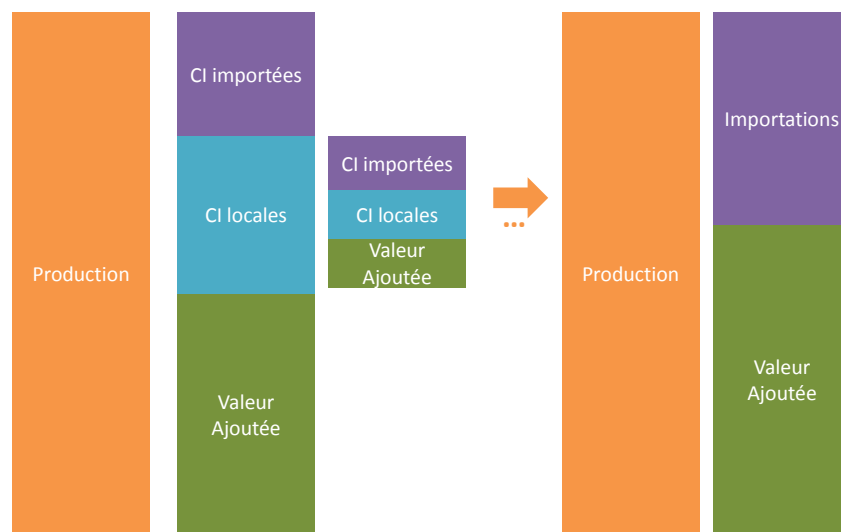 Production
CI importées
CI locales
Valeur
Ajoutée
CI importées
CI locales
Valeur
Ajoutée
...
Production
Importations
Valeur
Ajoutée